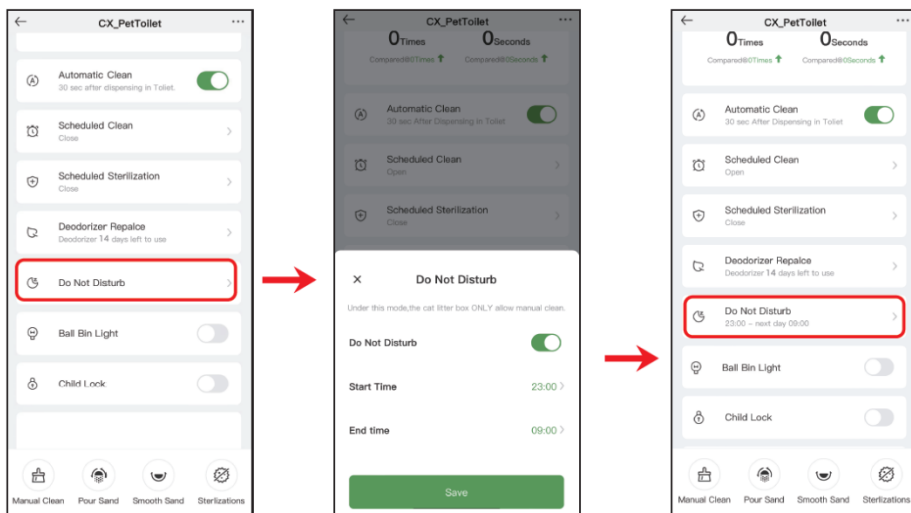 CX_PetToilet
Automatic Clean
30 sec after dispensing in Toliet.
Scheduled Clean
Close
Scheduled Sterilization
Close
Deodorizer Repalce
Deodorizer 14 days left to use
Do Not Disturb
Ball Bin Light
Child Lock
Manual Clean Pour Sand Smooth Sand Sterlizations
CX_PetToilet
0Times 0Seconds
Compared@0Times ↑ Compared@0Seconds ↑
Automatic Clean
30 sec After Dispensing in Toliet
Scheduled Clean
Open
Scheduled Sterilization
Close
Do Not Disturb
Under this mode,the cat litter box ONLY allow manual clean.
Do Not Disturb
Start Time 23:00
End time 09:00
Save
CX_PetToilet
0Times 0Seconds
Compared@0Times ↑ Compared@0Seconds ↑
Automatic Clean
30 sec After Dispensing in Toliet
Scheduled Clean
Open
Scheduled Sterilization
Close
Deodorizer Repalce
Deodorizer 14 days left to use
Do Not Disturb
23:00 – next day 09:00
Ball Bin Light
Child Lock
Manual Clean Pour Sand Smooth Sand Sterlizations